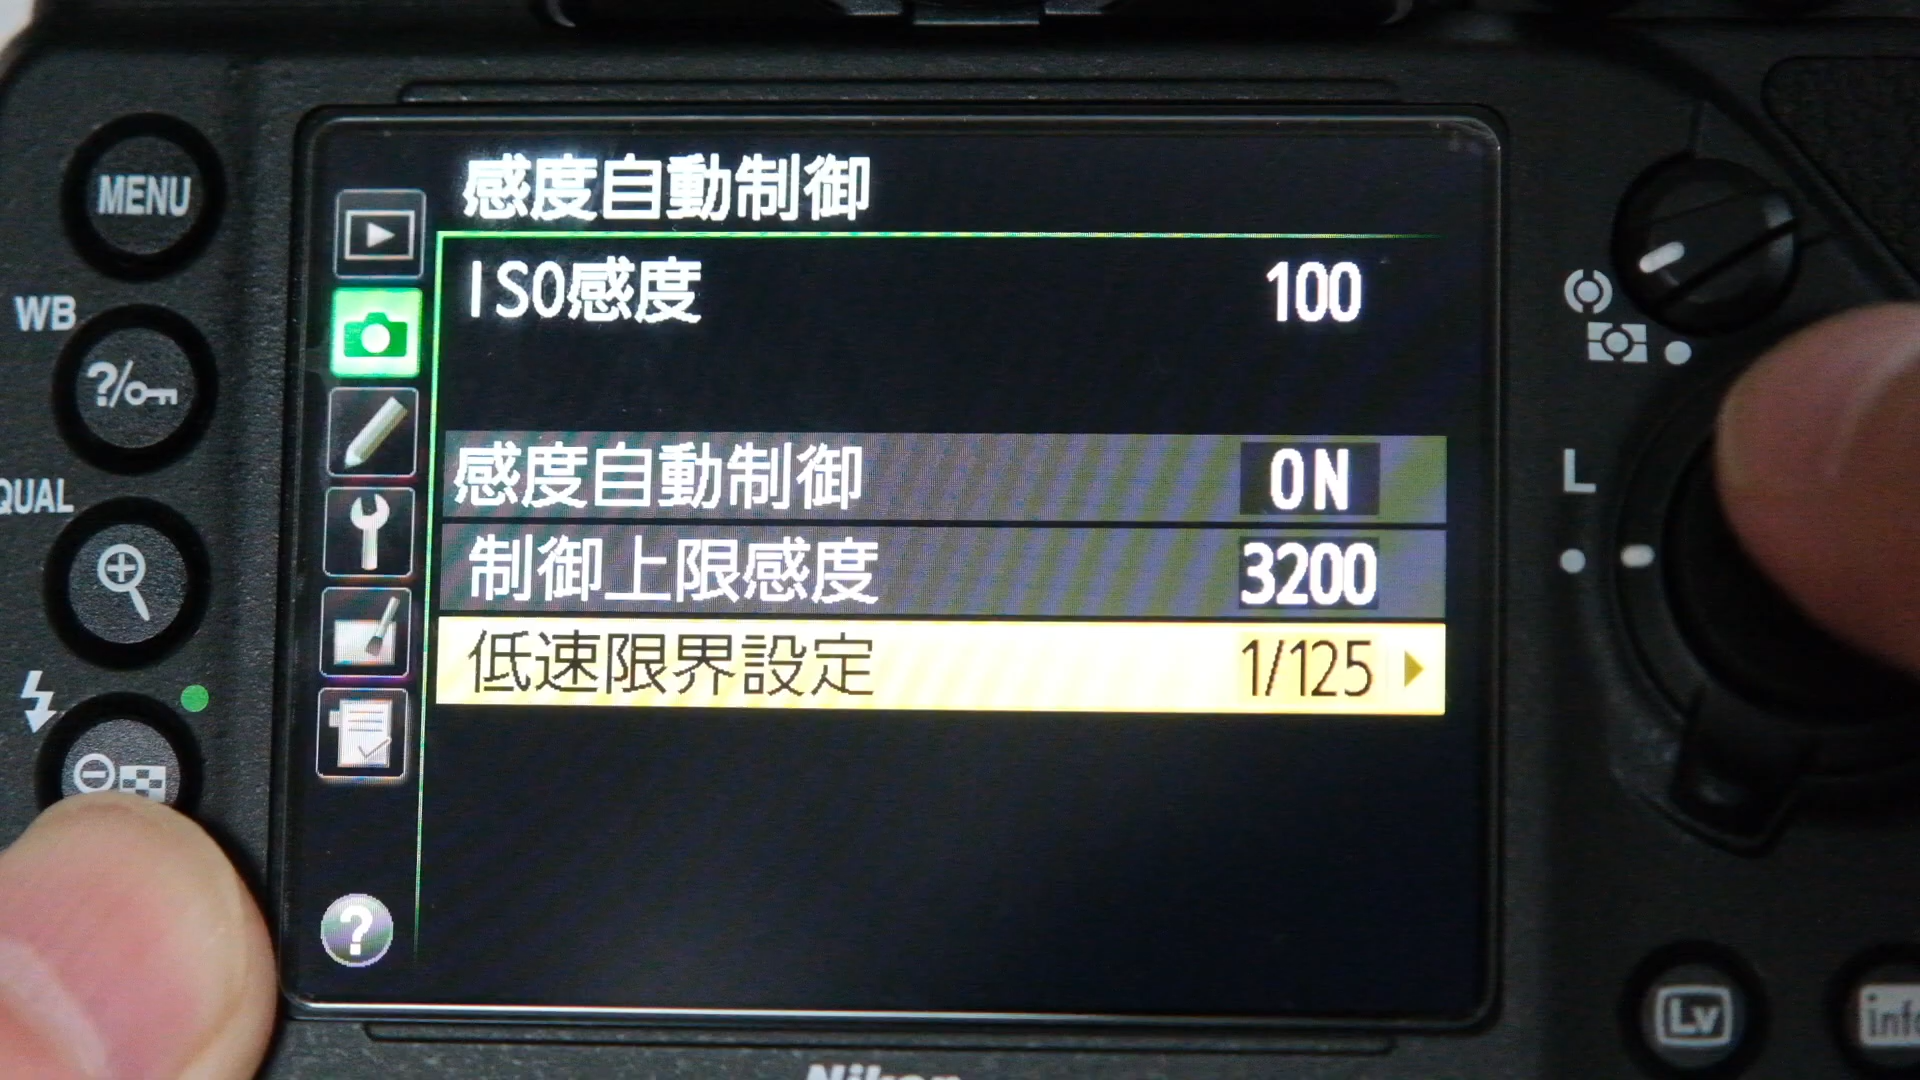 MENU
WB
?/
QUAL
感度自動制御
ISO感度 100
感度自動制御 ON
制御上限感度 3200
低速限界設定 1/125
?
L
Lv
info
Nikon